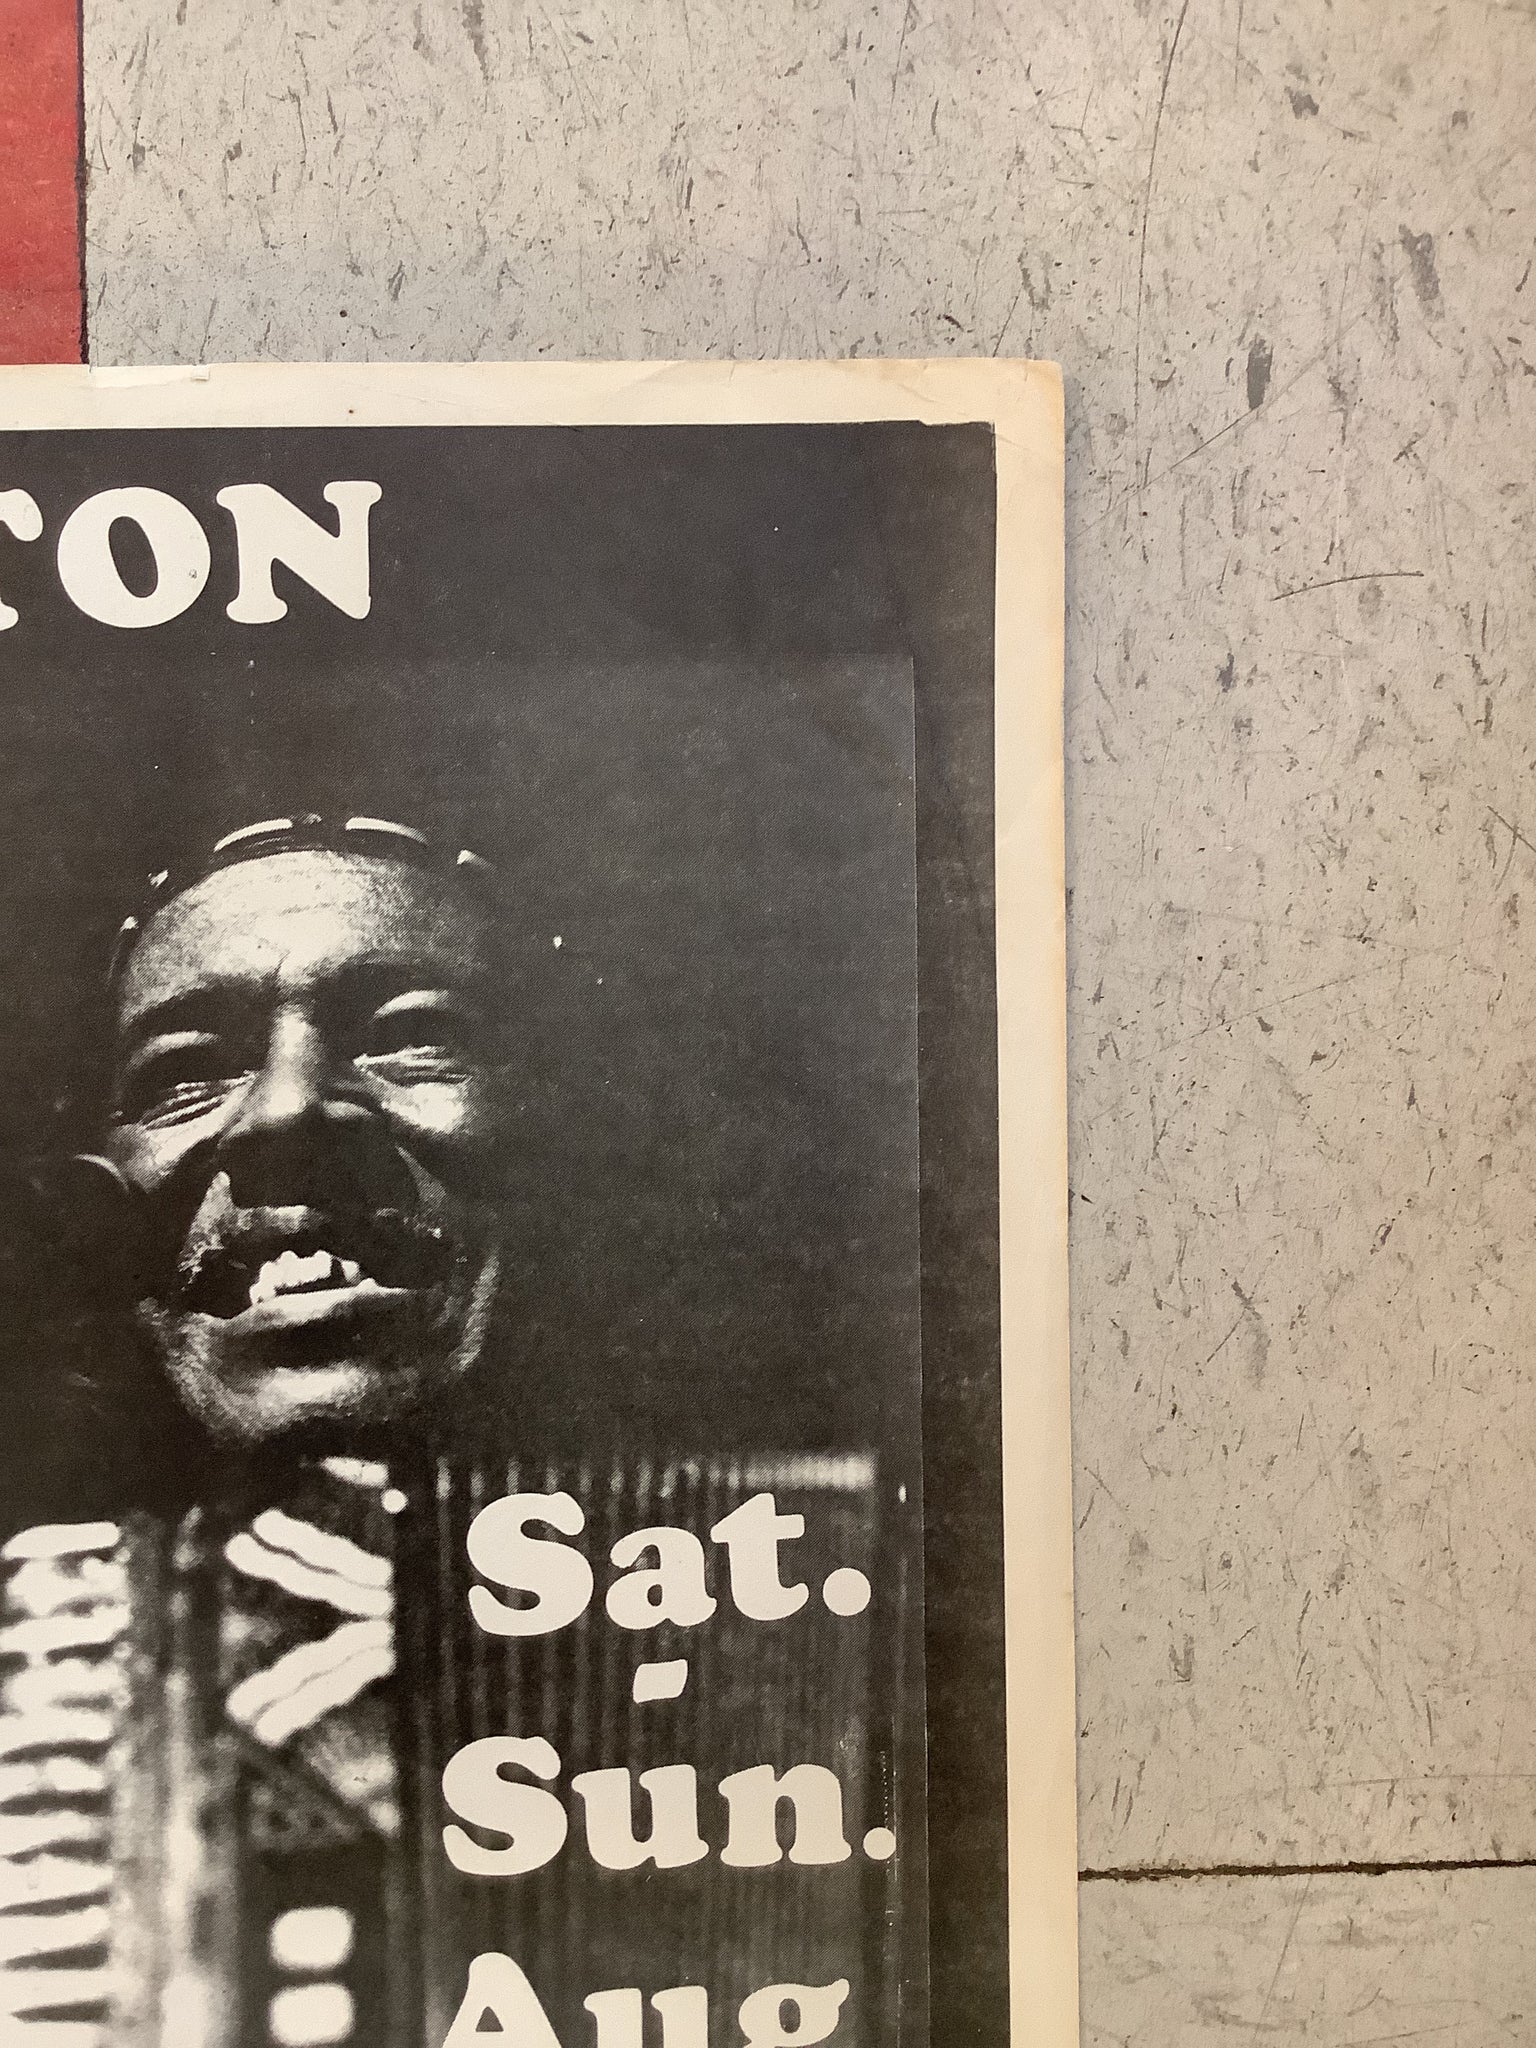 TON
Sat.
-
Sun.
Aug